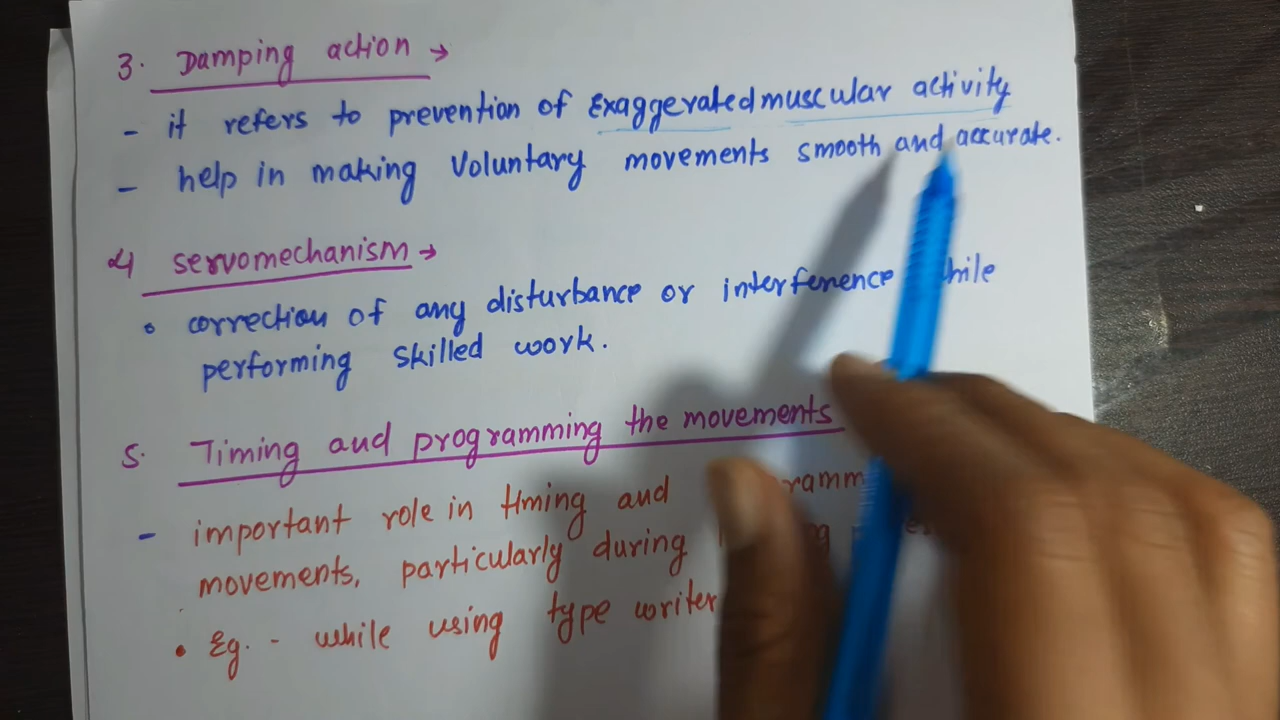 3. Damping action →
- it refers to prevention of Exaggerated muscular activity
- help in making Voluntary movements smooth and accurate.
4 servomechanism →
• correction of any disturbance or interference
performing skilled work.
5. Timing and programming the movements
- important role in timing and
movements, particularly during
• Eg. - while using type writer